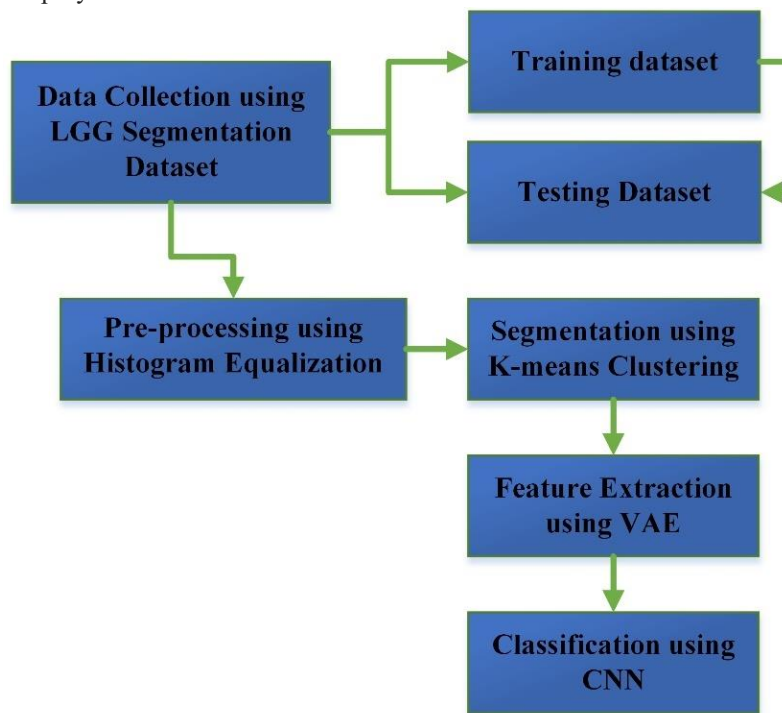 Data Collection using
LGG Segmentation
Dataset
Training dataset
Testing Dataset
Pre-processing using
Histogram Equalization
Segmentation using
K-means Clustering
Feature Extraction
using VAE
Classification using
CNN